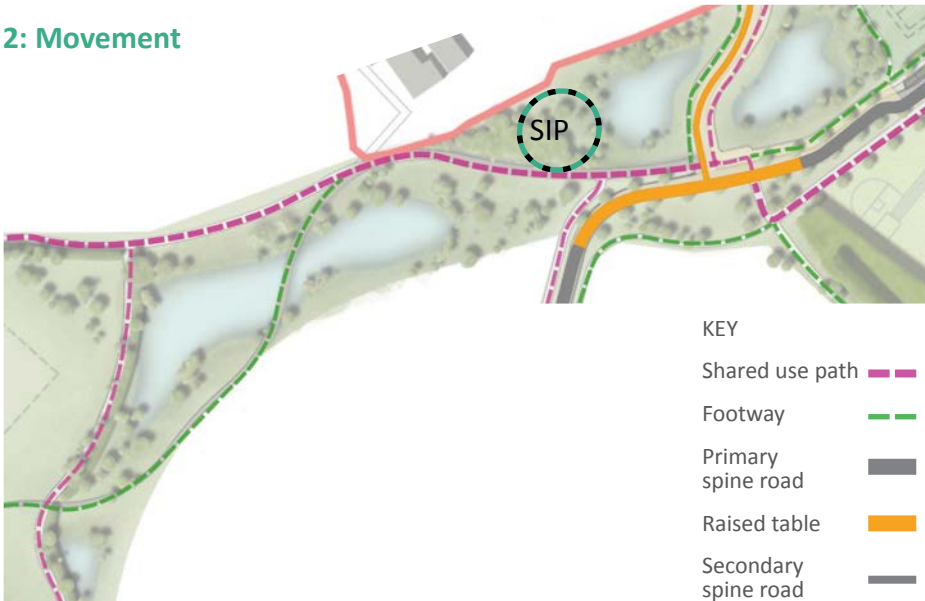 2: Movement
SIP
KEY
Shared use path
Footway
Primary
spine road
Raised table
Secondary
spine road